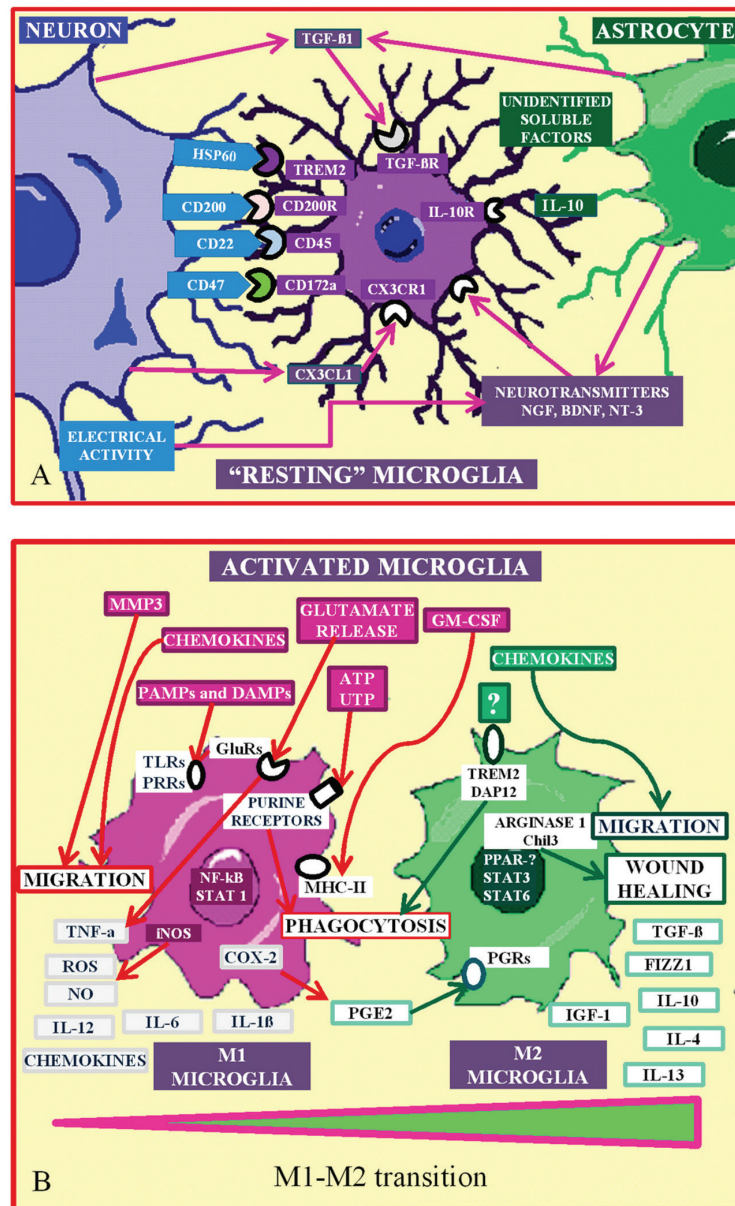 NEURON
ASTROCYTE
TGF-ß1
UNIDENTIFIED
SOLUBLE
FACTORS
HSP60
TREM2
TGF-ßR
CD200
CD200R
IL-10R
IL-10
CD22
CD45
CD47
CD172a
CX3CR1
CX3CL1
NEUROTRANSMITTERS
NGF, BDNF, NT-3
ELECTRICAL
ACTIVITY
A
“RESTING” MICROGLIA
ACTIVATED MICROGLIA
MMP3
GLUTAMATE
RELEASE
GM-CSF
CHEMOKINES
CHEMOKINES
PAMPs and DAMPs
ATP
UTP
?
GluRs
TLRs
PRRs
TREM2
DAP12
PURINE
RECEPTORS
ARGINASE 1
Chil3
MIGRATION
MIGRATION
NF-kB
STAT 1
MHC-II
PPAR-?
STAT3
STAT6
WOUND
HEALING
TNF-a
iNOS
PHAGOCYTOSIS
TGF-ß
ROS
COX-2
PGRs
FIZZ1
NO
IL-10
IL-12
IL-6
IL-1ß
PGE2
IGF-1
IL-4
CHEMOKINES
M1
MICROGLIA
M2
MICROGLIA
IL-13
B
M1-M2 transition